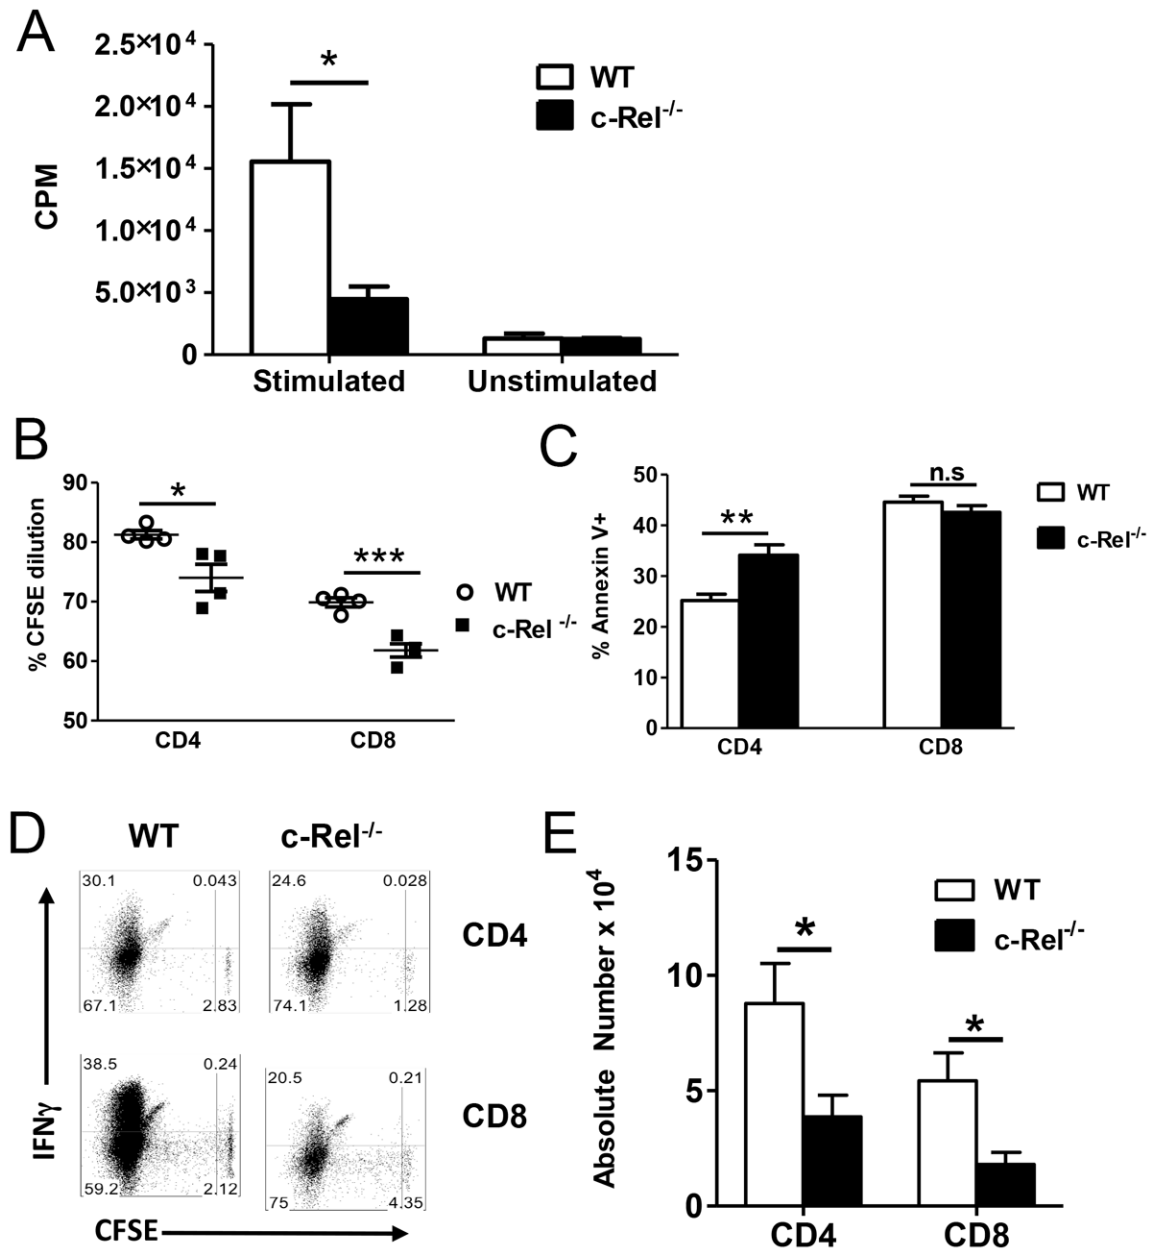 A
2.5×10⁴
2.0×10⁴
1.5×10⁴
1.0×10⁴
5.0×10³
0
CPM
*
WT
c-Rel⁻/⁻
Stimulated
Unstimulated
B
90
80
70
60
50
% CFSE dilution
*
***
WT
c-Rel ⁻/⁻
CD4
CD8
C
50
40
30
20
10
0
% Annexin V+
**
n.s
WT
c-Rel⁻/⁻
CD4
CD8
D
WT
c-Rel⁻/⁻
30.1 0.043
67.1 2.83
24.6 0.028
74.1 1.28
CD4
38.5 0.24
59.2 2.12
20.5 0.21
75 4.35
CD8
IFNγ
CFSE
E
15
10
5
0
Absolute Number x 10⁴
*
*
WT
c-Rel⁻/⁻
CD4
CD8